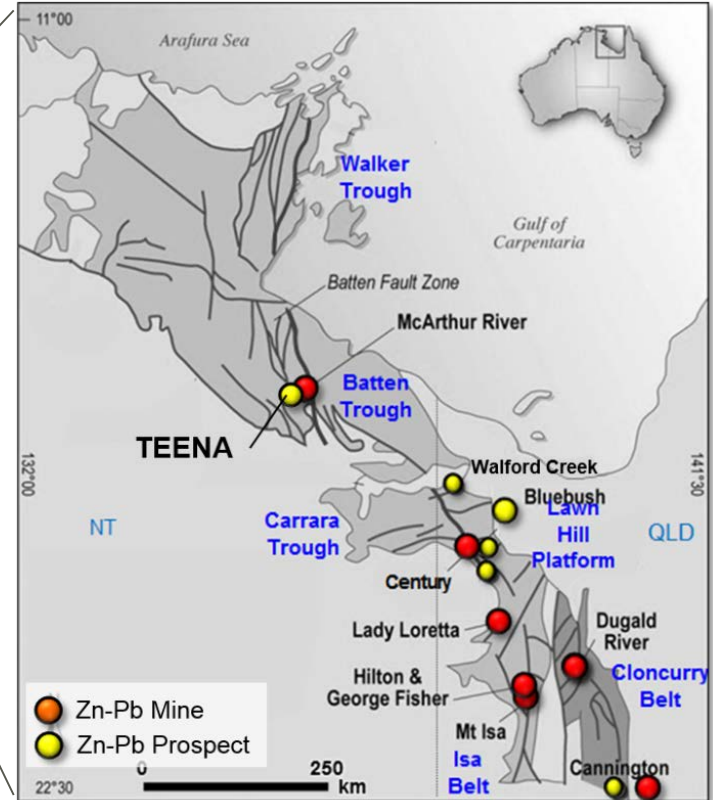 11°00
Arafura Sea
Walker
Trough
Gulf of
Carpentaria
Batten Fault Zone
McArthur River
Batten
Trough
TEENA
132°00
141°30
Walford Creek
Bluebush
Lawn
Hill
Platform
Carrara
Trough
NT
QLD
Century
Lady Loretta
Dugald
River
Hilton &
George Fisher
Cloncurry
Belt
Mt Isa
Isa
Belt
Cannington
Zn-Pb Mine
Zn-Pb Prospect
0 250
km
22°30